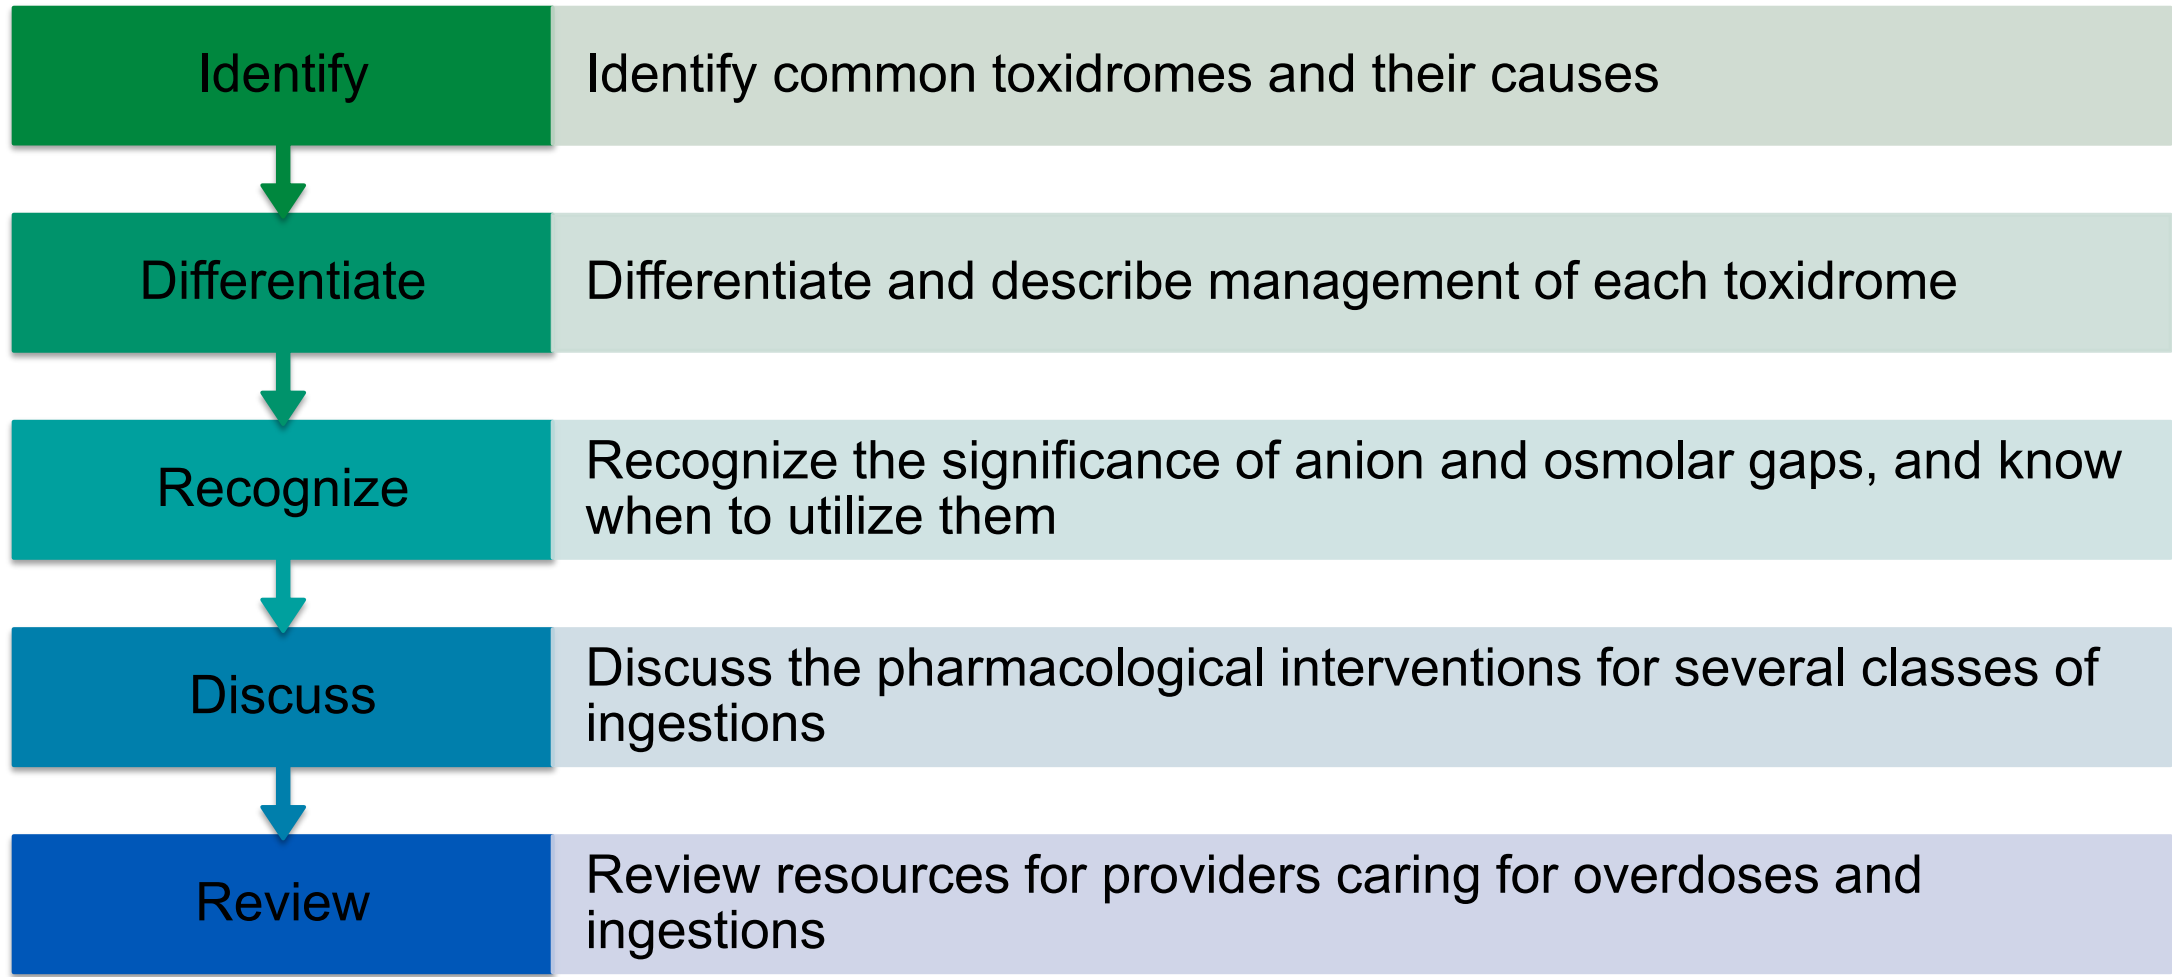 Identify
Identify common toxidromes and their causes
Differentiate
Differentiate and describe management of each toxidrome
Recognize
Recognize the significance of anion and osmolar gaps, and know
when to utilize them
Discuss
Discuss the pharmacological interventions for several classes of
ingestions
Review
Review resources for providers caring for overdoses and
ingestions